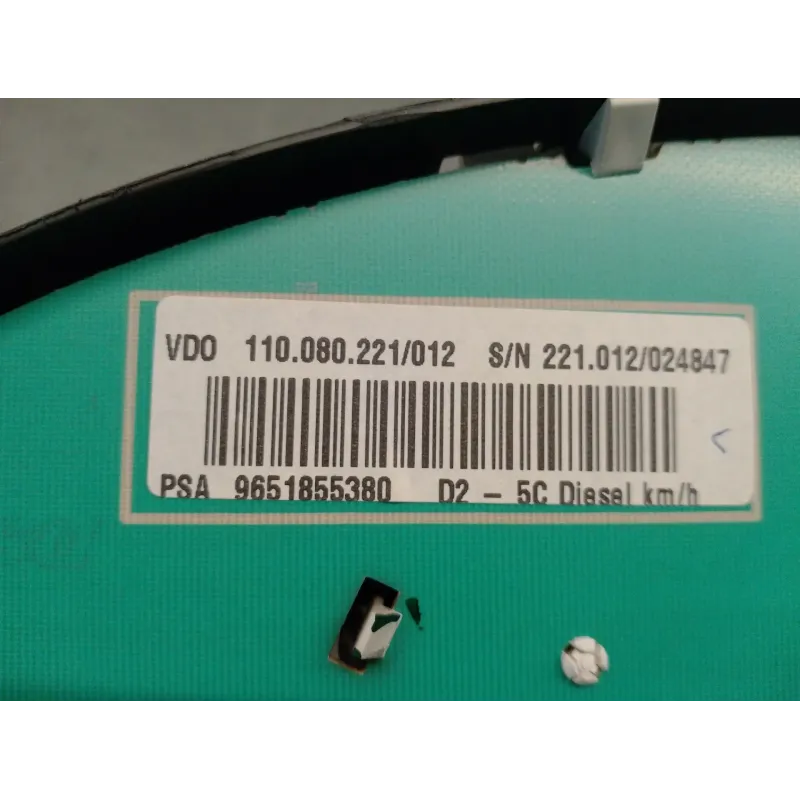 VDO 110.080.221/012 S/N 221.012/024847
PSA 9651855380 D2 - 5C Diesel km/h